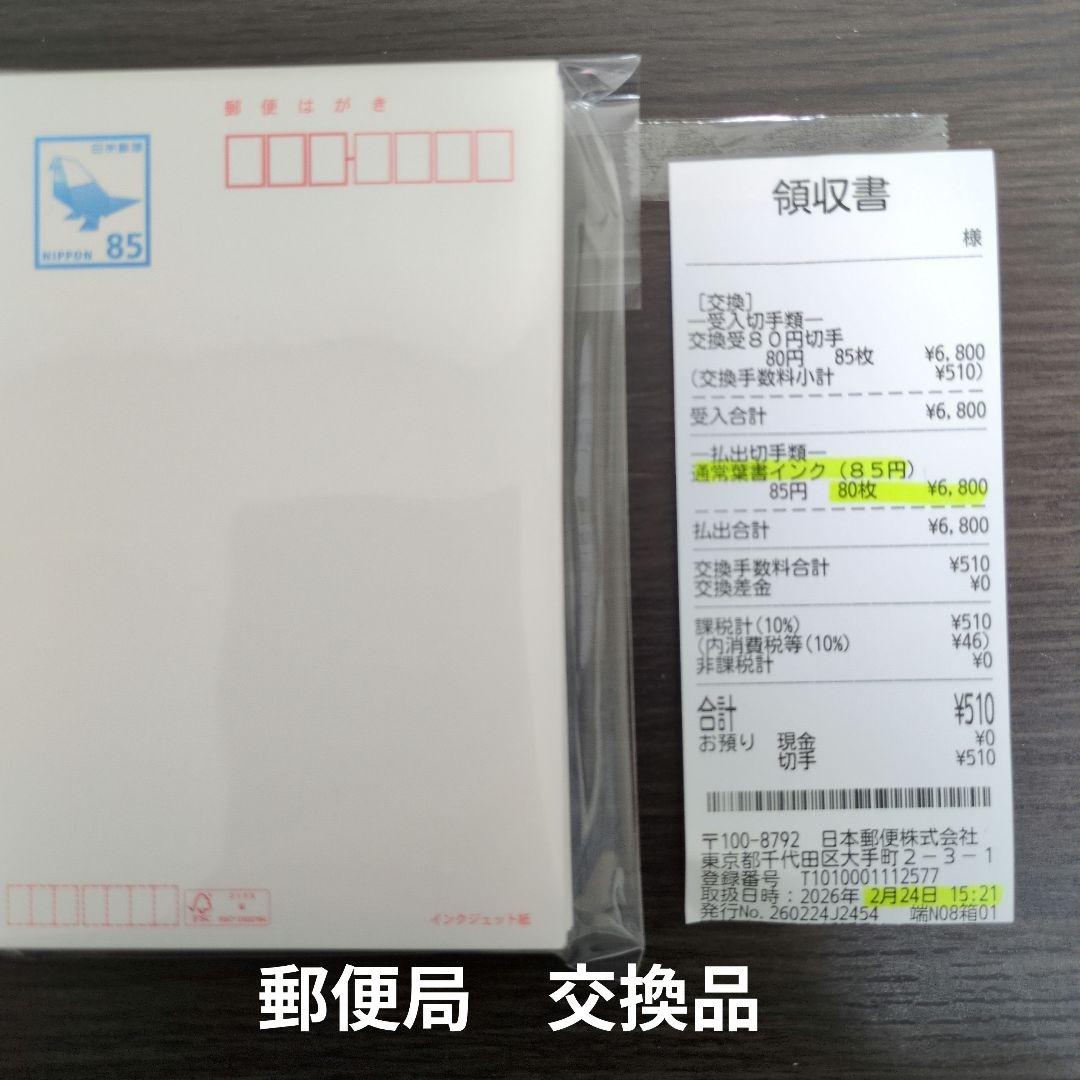 郵便はがき
日本郵便
NIPPON 85
インクジェット紙
領収書
様
[交換]
―受入切手類―
交換受80円切手
80円 85枚 ¥6,800
(交換手数料小計 ¥510)
受入合計 ¥6,800
―払出切手類―
通常葉書インク(85円)
85円 80枚 ¥6,800
払出合計 ¥6,800
交換手数料合計 ¥510
交換差金 ¥0
課税計(10%) ¥510
(内消費税等(10%) ¥46)
非課税計 ¥0
合計 ¥510
お預り 現金 ¥0
切手 ¥510
〒100-8792 日本郵便株式会社
東京都千代田区大手町2-3-1
登録番号 T1010001112577
取扱日時:2026年 2月24日 15:21
発行No.260224J2454 端N08箱01
郵便局 交換品